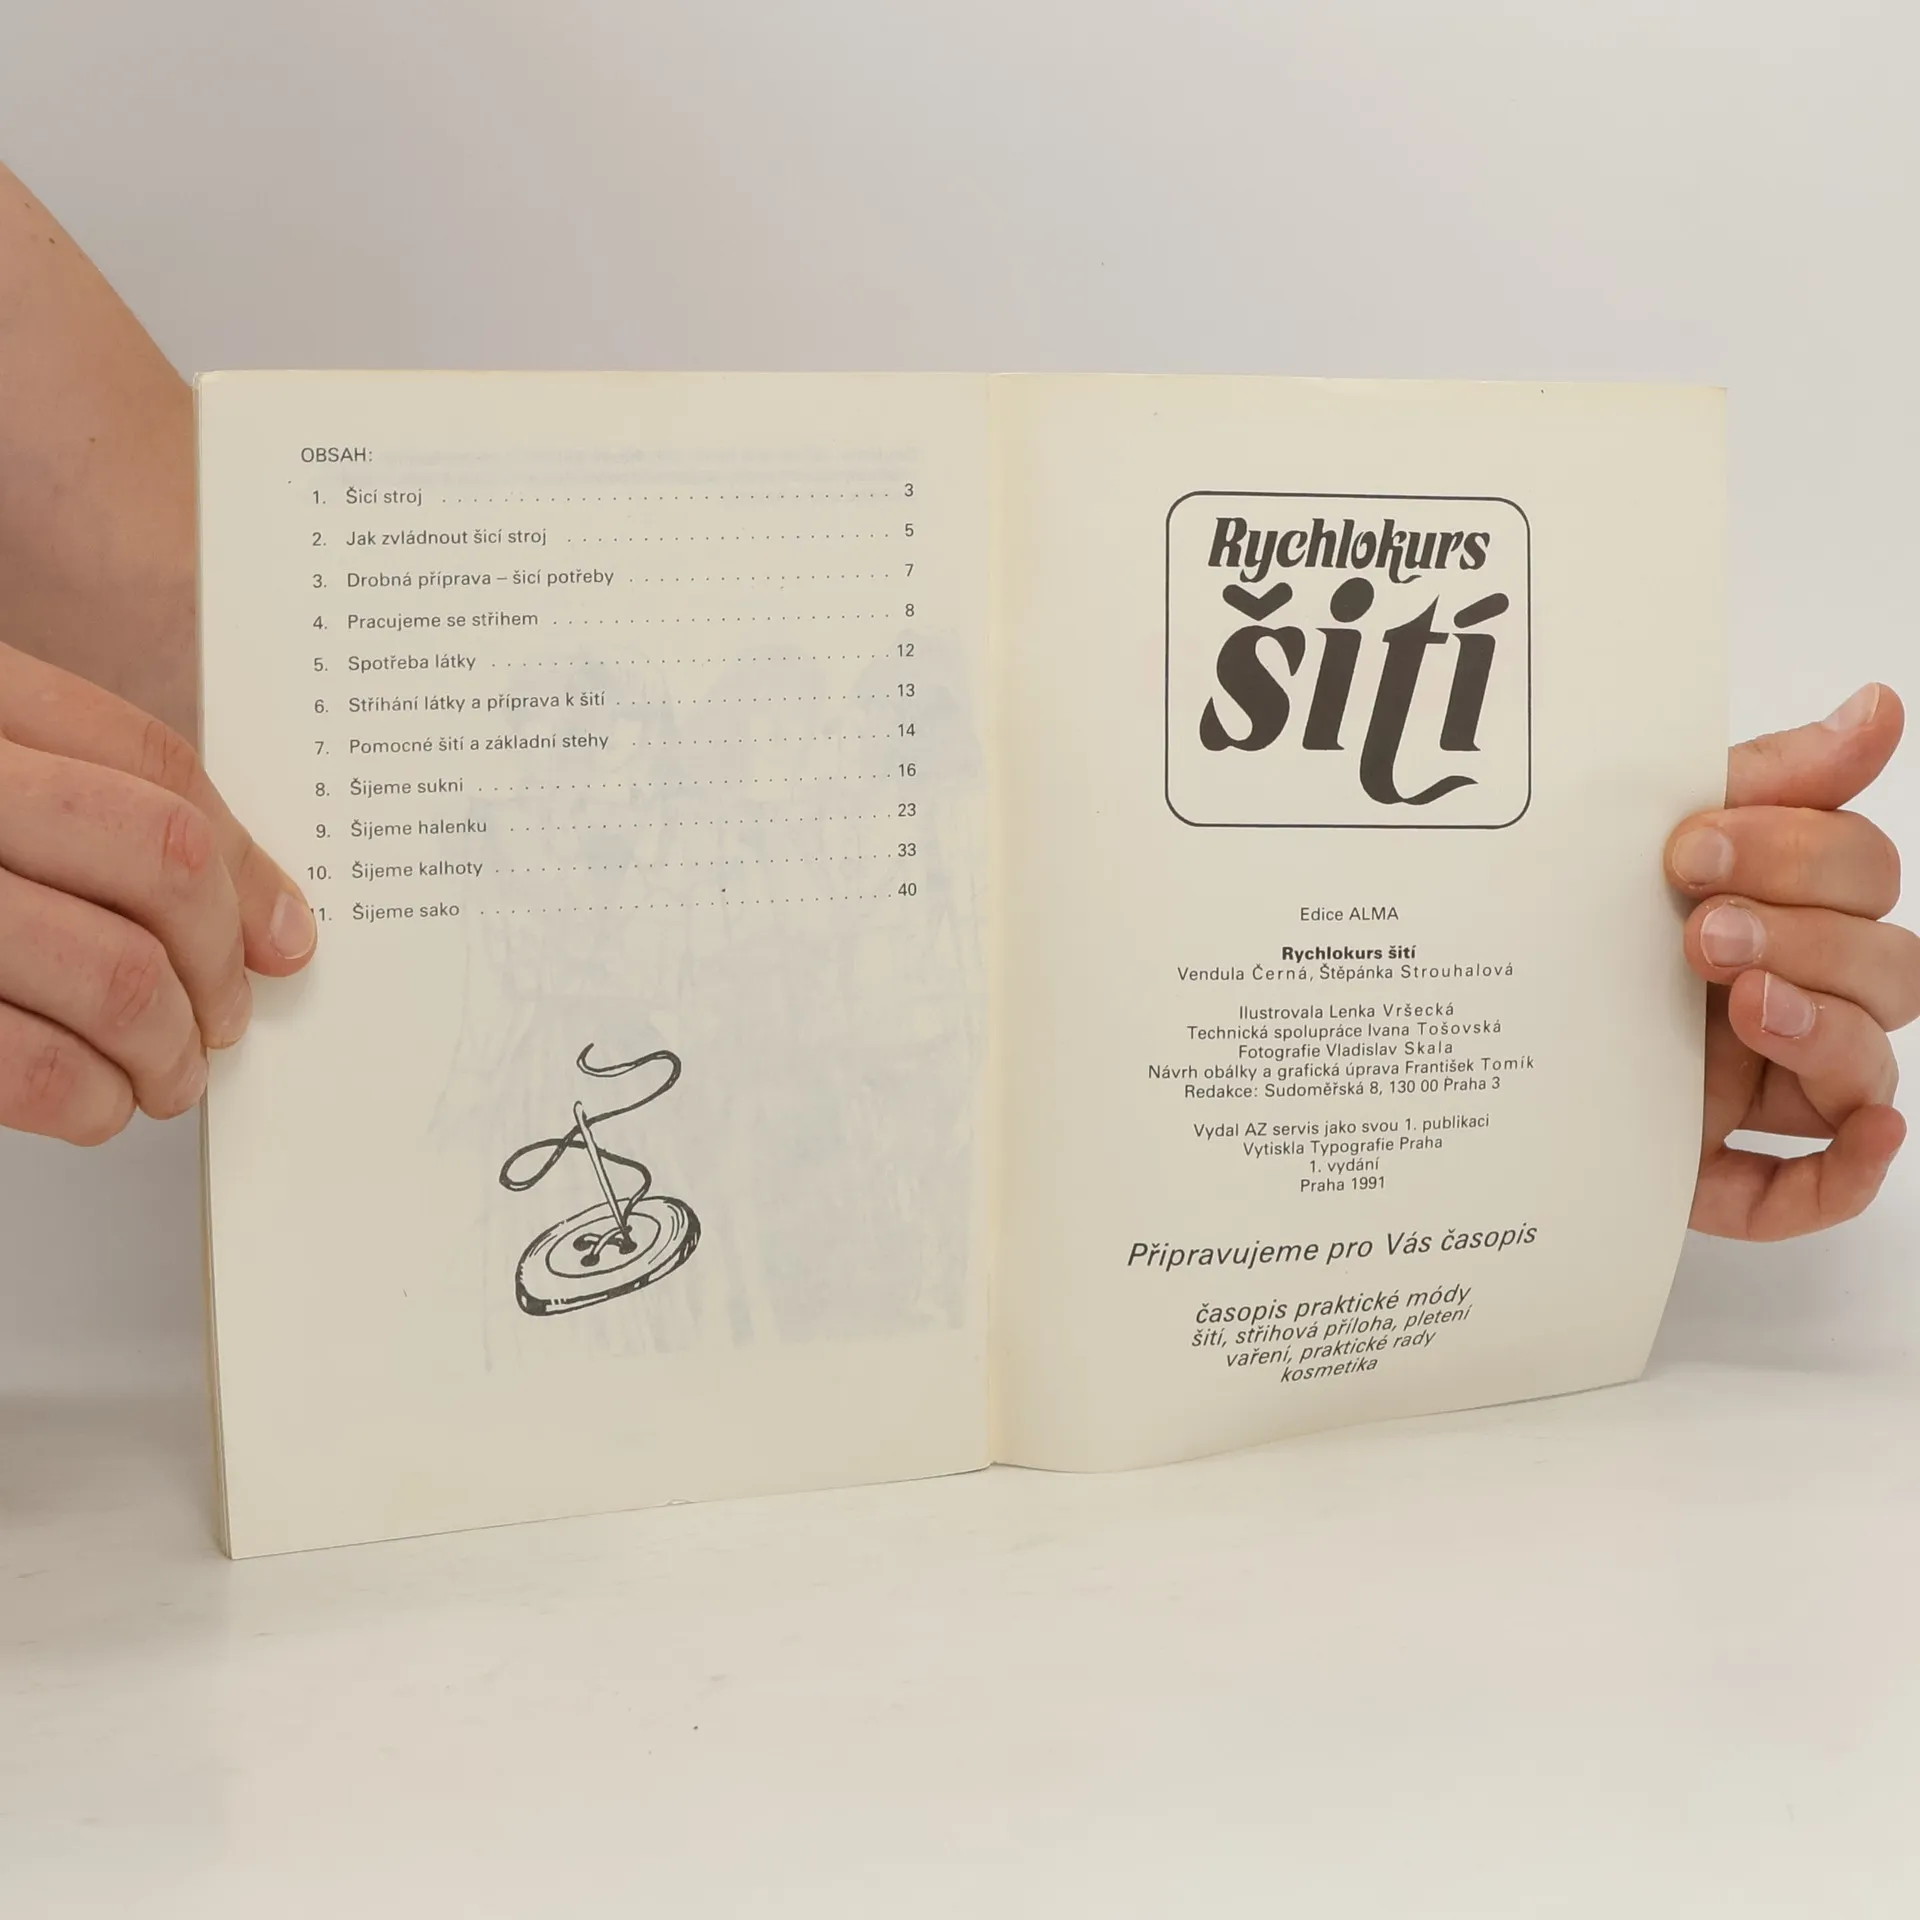 OBSAH:
1. Šicí stroj . . . . . . . . . . . . . . . . . . . . . . . . . . . . . . 3
2. Jak zvládnout šicí stroj . . . . . . . . . . . . . . . . . . . . . . 5
3. Drobná příprava – šicí potřeby . . . . . . . . . . . . . . . . . . 7
4. Pracujeme se střihem . . . . . . . . . . . . . . . . . . . . . . . 8
5. Spotřeba látky . . . . . . . . . . . . . . . . . . . . . . . . . . . 12
6. Stříhání látky a příprava k šití . . . . . . . . . . . . . . . . . . . 13
7. Pomocné šití a základní stehy . . . . . . . . . . . . . . . . . . 14
8. Šijeme sukni . . . . . . . . . . . . . . . . . . . . . . . . . . . . 16
9. Šijeme halenku . . . . . . . . . . . . . . . . . . . . . . . . . . 23
10. Šijeme kalhoty . . . . . . . . . . . . . . . . . . . . . . . . . . . 33
11. Šijeme sako . . . . . . . . . . . . . . . . . . . . . . . . . . . . 40
Rychlokurs
šití
Edice ALMA
Rychlokurs šití
Vendula Černá, Štěpánka Strouhalová
Ilustrovala Lenka Vršecká
Technická spolupráce Ivana Tošovská
Fotografie Vladislav Skala
Návrh obálky a grafická úprava František Tomík
Redakce: Sudoměřská 8, 130 00 Praha 3
Vydal AZ servis jako svou 1. publikaci
Vytiskla Typografie Praha
1. vydání
Praha 1991
Připravujeme pro Vás časopis
časopis praktické módy
šití, střihová příloha, pletení
vaření, praktické rady
kosmetika